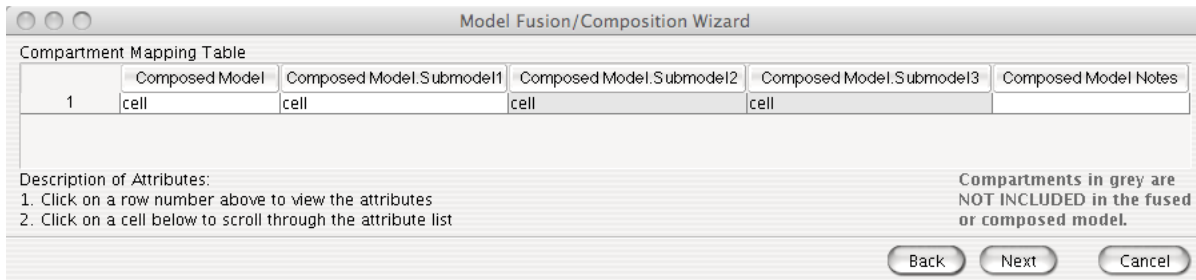 Model Fusion/Composition Wizard
Compartment Mapping Table
Composed Model Composed Model.Submodel1 Composed Model.Submodel2 Composed Model.Submodel3 Composed Model Notes
1 cell cell cell cell
Description of Attributes:
1. Click on a row number above to view the attributes
2. Click on a cell below to scroll through the attribute list
Compartments in grey are
NOT INCLUDED in the fused
or composed model.
Back Next Cancel